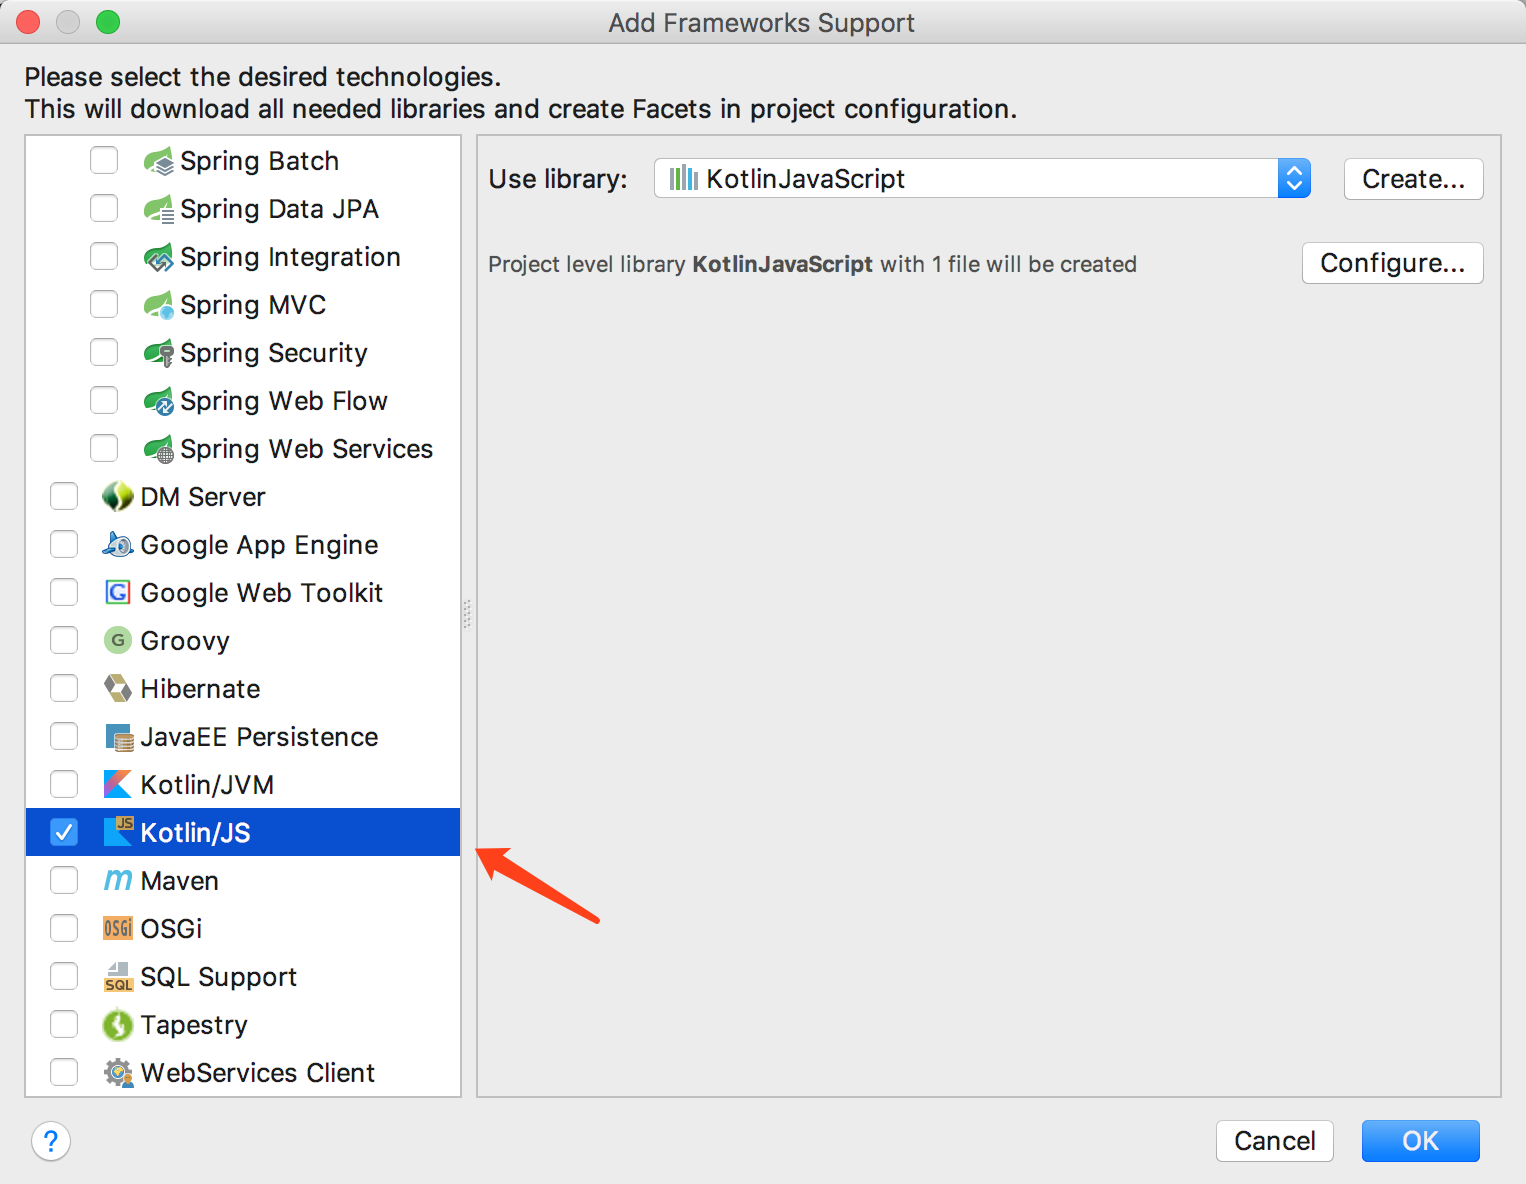 Add Frameworks Support
Please select the desired technologies.
This will download all needed libraries and create Facets in project configuration.
Spring Batch
Spring Data JPA
Spring Integration
Spring MVC
Spring Security
Spring Web Flow
Spring Web Services
DM Server
Google App Engine
G Google Web Toolkit
G Groovy
Hibernate
JavaEE Persistence
Kotlin/JVM
JS Kotlin/JS
m Maven
OSGi OSGi
SQL SQL Support
Tapestry
WebServices Client
Use library: KotlinJavaScript Create...
Project level library KotlinJavaScript with 1 file will be created Configure...
? Cancel OK